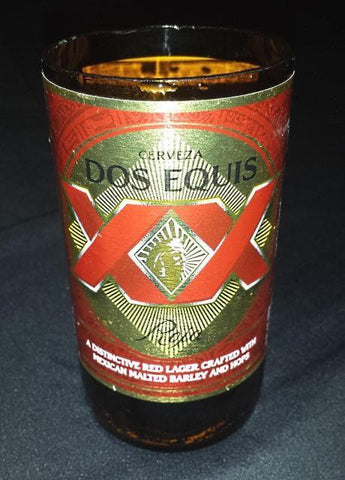 CERVEZA
DOS EQUIS
XX
A DISTINCTIVE RED LAGER CRAFTED WITH
MEXICAN MALTED BARLEY AND HOPS